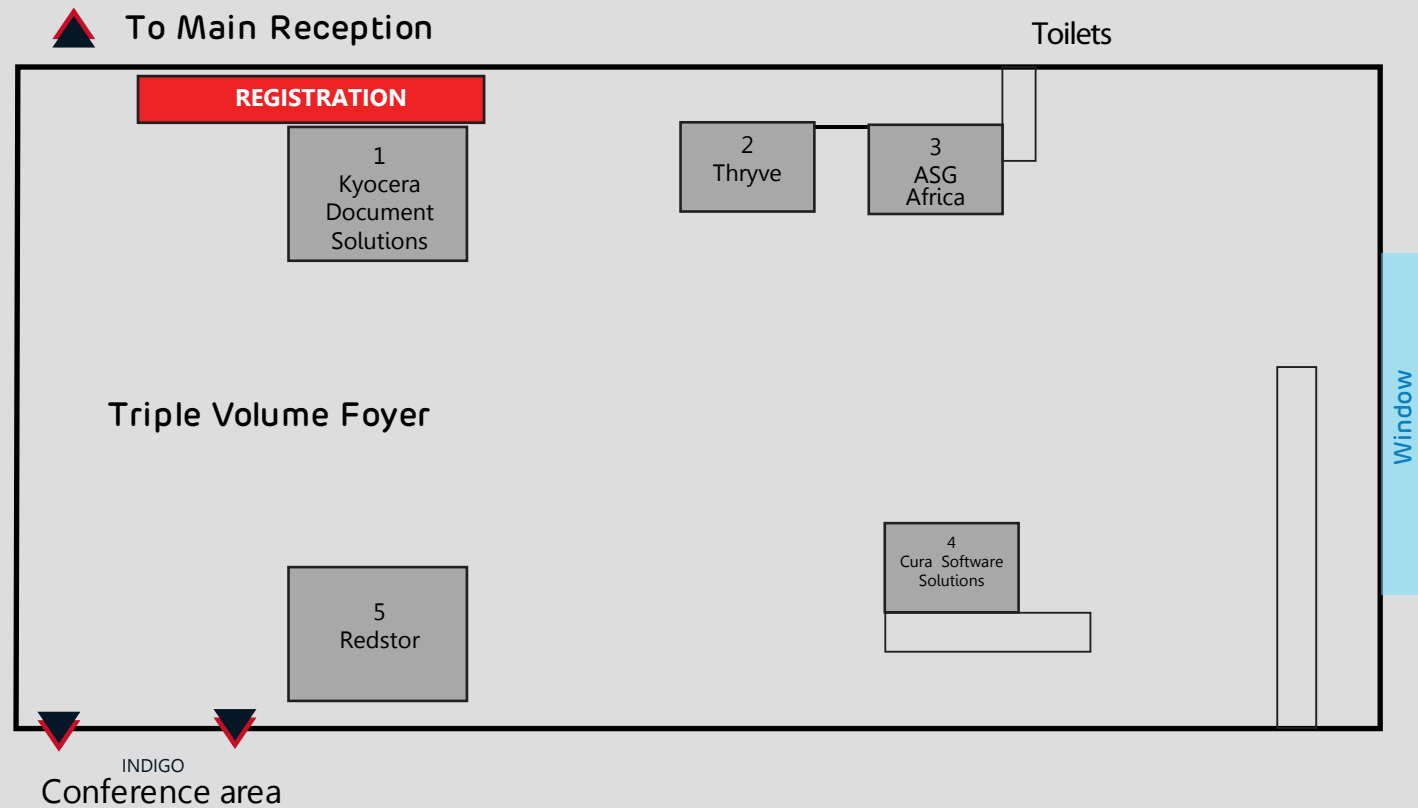 To Main Reception
Toilets
REGISTRATION
1
Kyocera
Document
Solutions
2
Thryve
3
ASG
Africa
Triple Volume Foyer
Window
4
Cura Software
Solutions
5
Redstor
INDIGO
Conference area